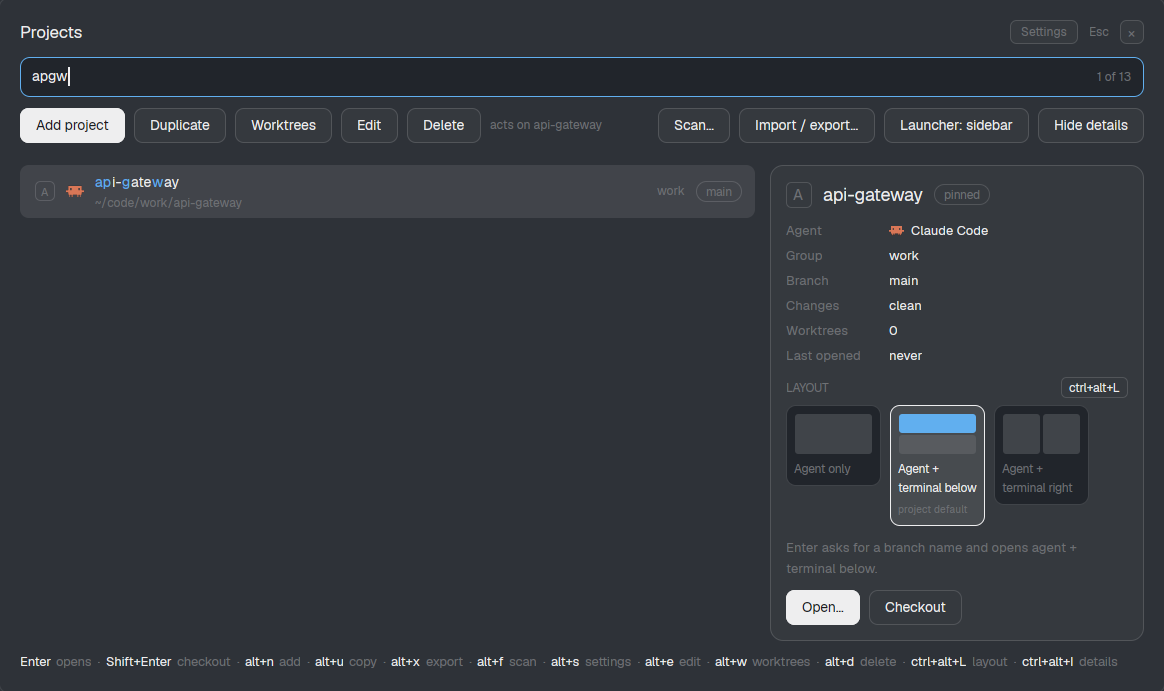 Projects
Settings Esc ×
apgw 1 of 13
Add project Duplicate Worktrees Edit Delete acts on api-gateway Scan... Import / export... Launcher: sidebar Hide details
A api-gateway work main
~/code/work/api-gateway
A api-gateway pinned
Agent Claude Code
Group work
Branch main
Changes clean
Worktrees 0
Last opened never
LAYOUT ctrl+alt+L
Agent only
Agent +
terminal below
project default
Agent +
terminal right
Enter asks for a branch name and opens agent +
terminal below.
Open... Checkout
Enter opens · Shift+Enter checkout · alt+n add · alt+u copy · alt+x export · alt+f scan · alt+s settings · alt+e edit · alt+w worktrees · alt+d delete · ctrl+alt+L layout · ctrl+alt+I details